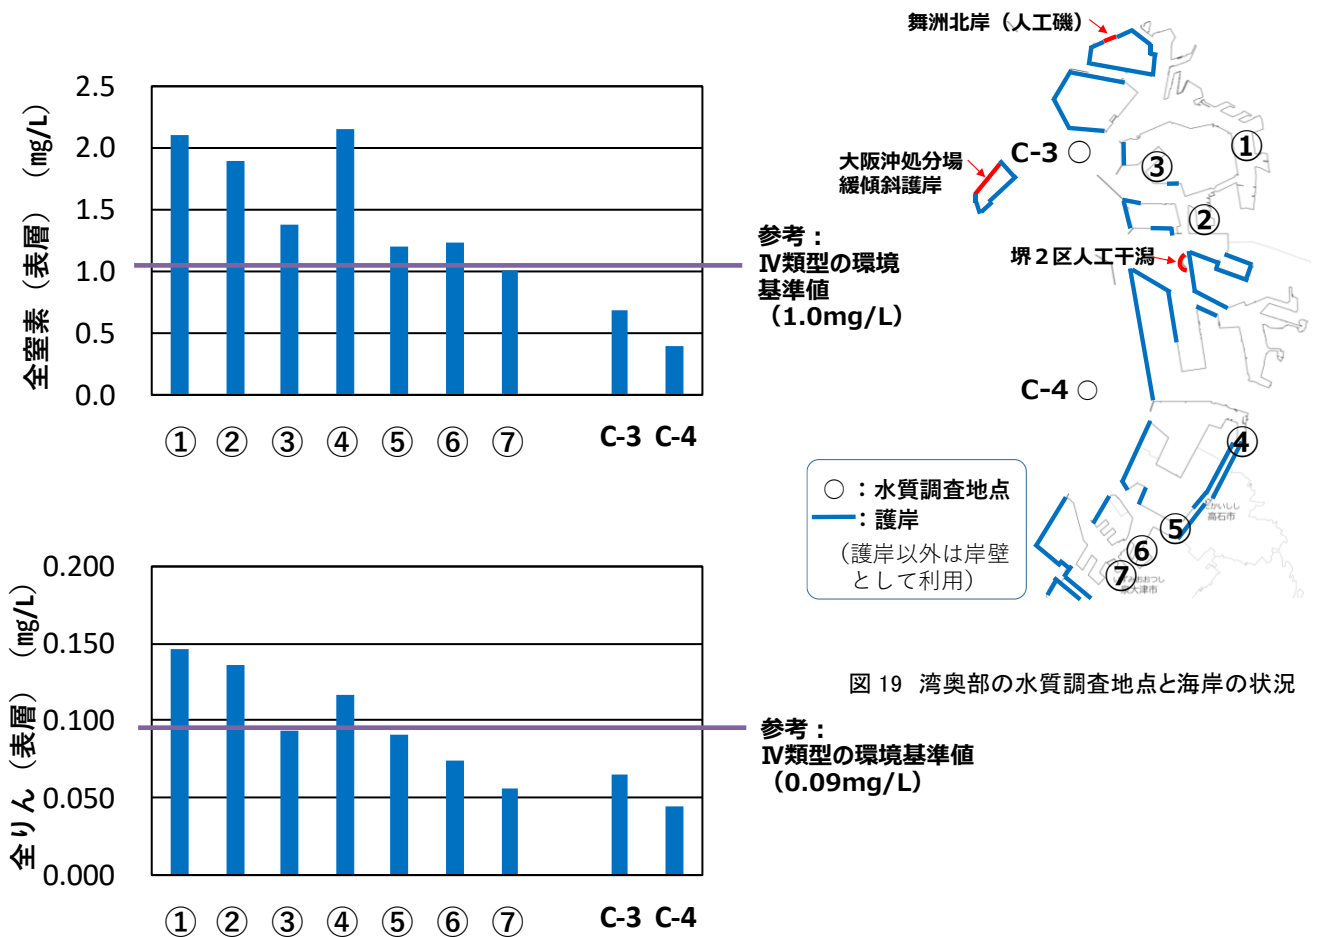 全窒素（表層）（mg/L）
2.5
2.0
1.5
1.0
0.5
0.0
① ② ③ ④ ⑤ ⑥ ⑦ C-3 C-4
参考：
Ⅳ類型の環境
基準値
（1.0mg/L）
全りん（表層）（mg/L）
0.200
0.150
0.100
0.050
0.000
① ② ③ ④ ⑤ ⑥ ⑦ C-3 C-4
参考：
Ⅳ類型の環境基準値
（0.09mg/L）
舞洲北岸（人工磯）
C-3
①
③
大阪沖処分場
緩傾斜護岸
②
堺２区人工干潟
C-4
④
⑤
高石市
⑥
⑦
泉大津市
○：水質調査地点
：護岸
（護岸以外は岸壁
として利用）
図 19 湾奥部の水質調査地点と海岸の状況